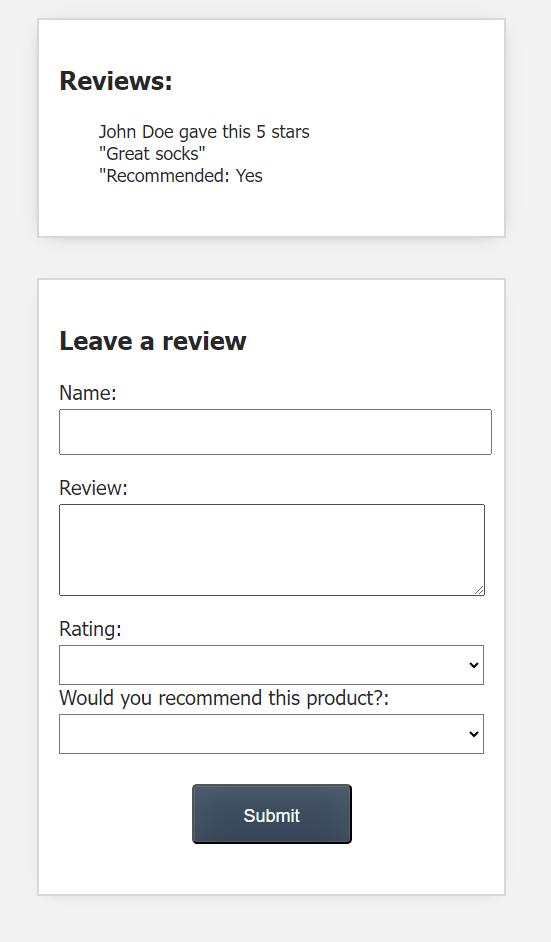 Reviews:
John Doe gave this 5 stars
"Great socks"
"Recommended: Yes
Leave a review
Name:
Review:
Rating:
Would you recommend this product?:
Submit